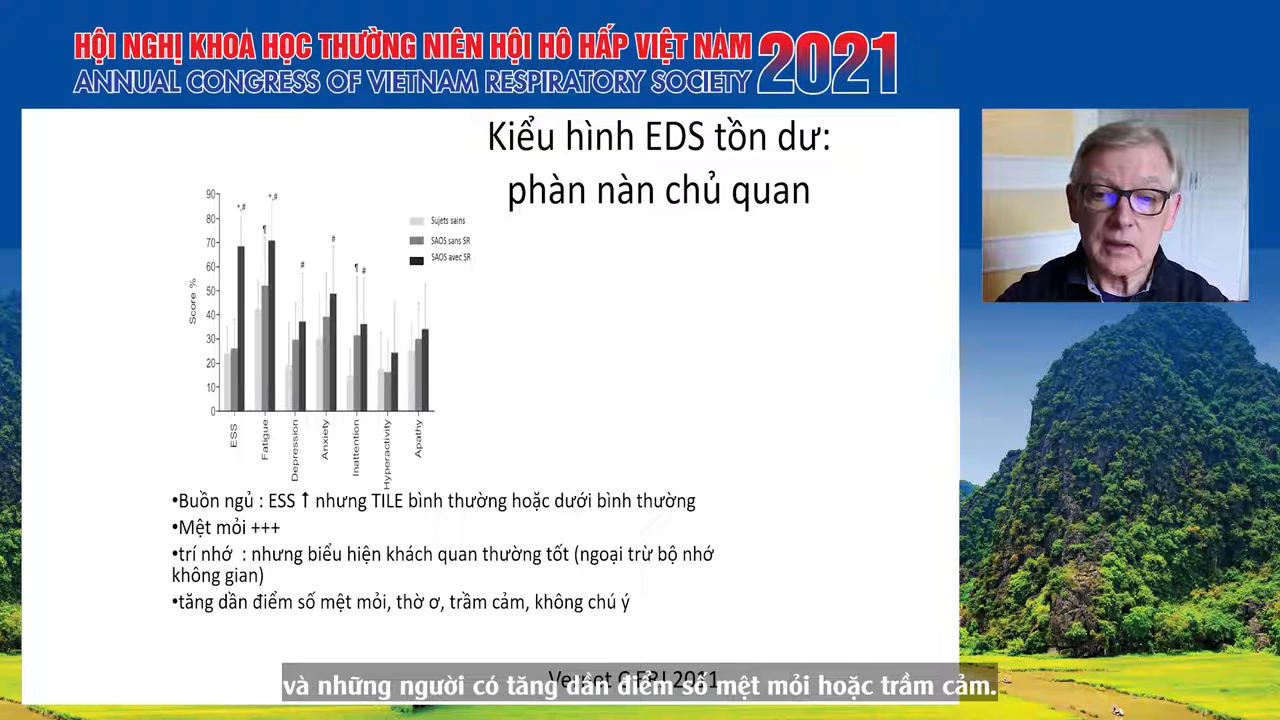 HỘI NGHỊ KHOA HỌC THƯỜNG NIÊN HỘI HÔ HẤP VIỆT NAM
ANNUAL CONGRESS OF VIETNAM RESPIRATORY SOCIETY
2021
Kiểu hình EDS tồn dư:
phàn nàn chủ quan
90
80
70
60
50
40
30
20
10
0
Score %
*,#
¶
*,#
#
#
¶
#
Sujets sains
SAOS sans SR
SAOS avec SR
ESS
Fatigue
Depression
Anxiety
Inattention
Hyperactivity
Apathy
•Buồn ngủ : ESS ↑ nhưng TILE bình thường hoặc dưới bình thường
•Mệt mỏi +++
•trí nhớ : nhưng biểu hiện khách quan thường tốt (ngoại trừ bộ nhớ
không gian)
•tăng dần điểm số mệt mỏi, thờ ơ, trầm cảm, không chú ý
2011
và những người có tăng dần điểm số mệt mỏi hoặc trầm cảm.